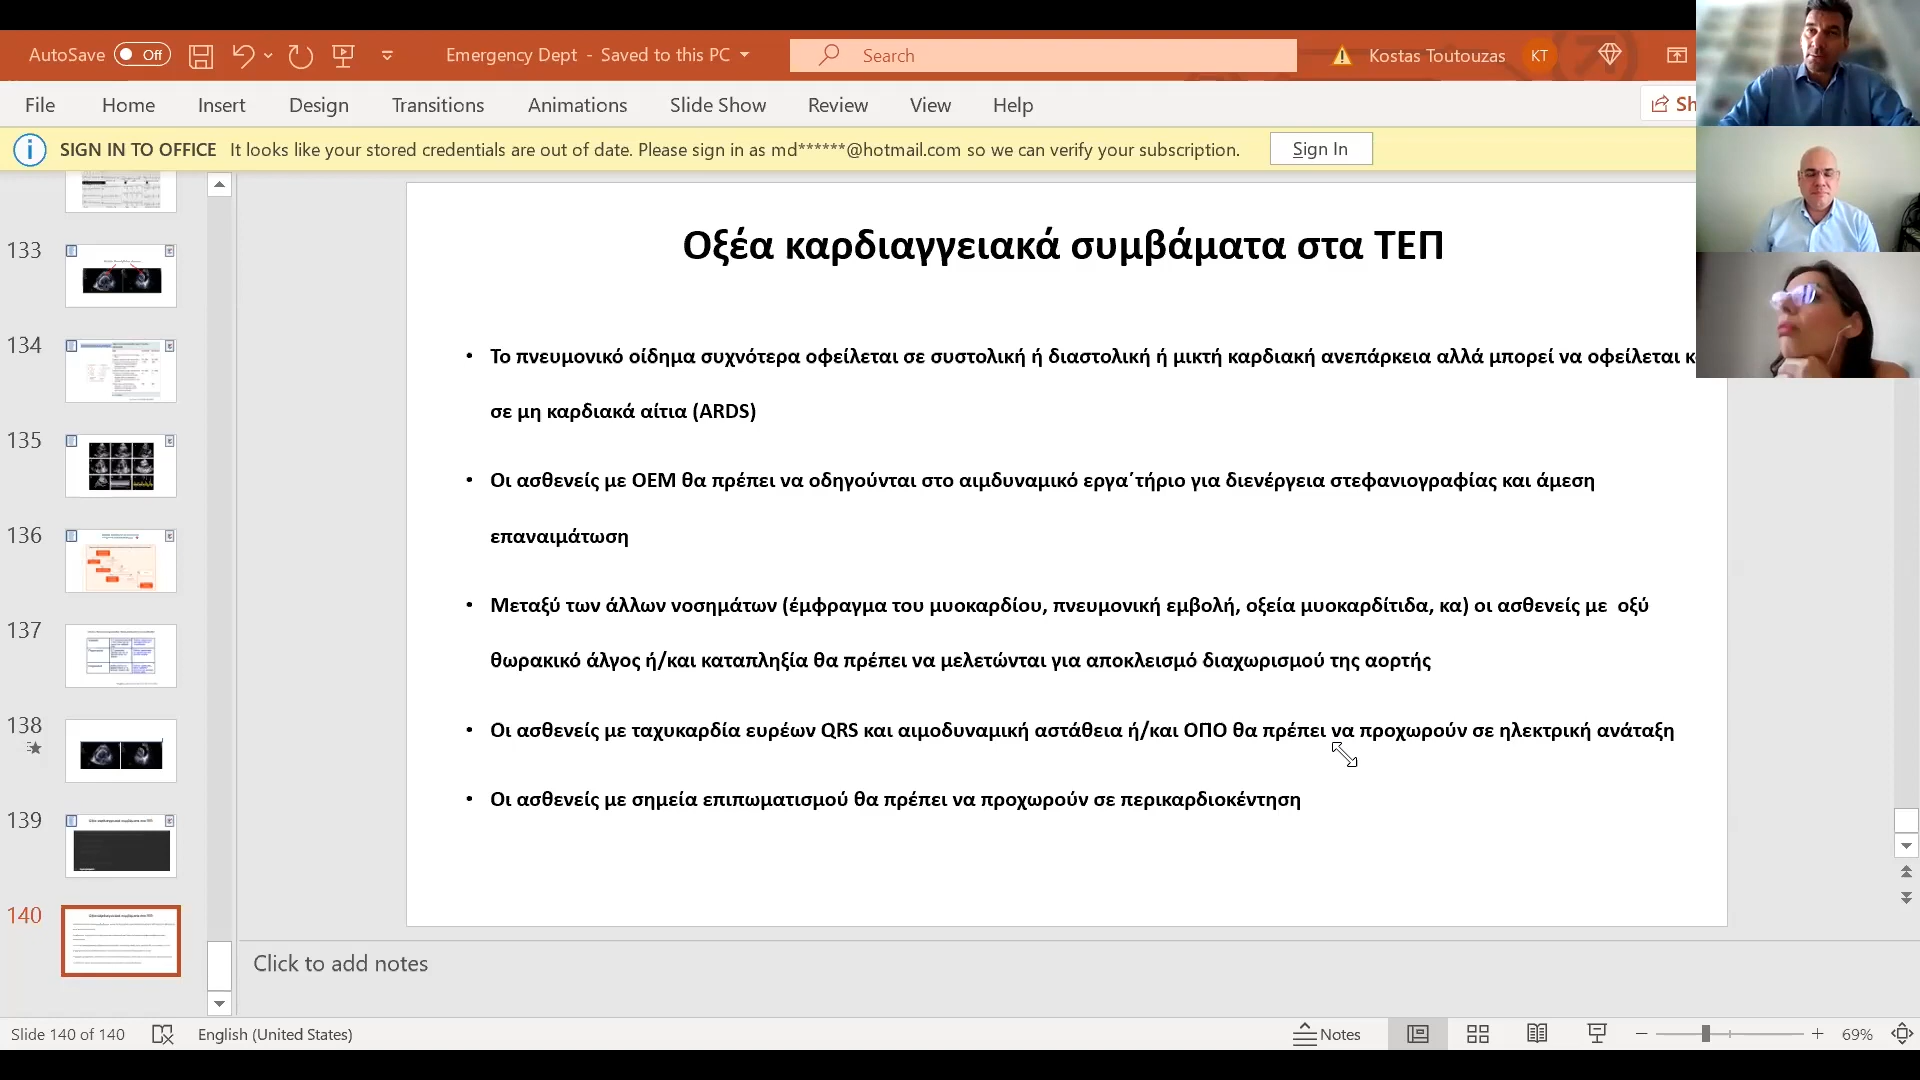 AutoSave Off Emergency Dept - Saved to this PC Search Kostas Toutouzas KT
File Home Insert Design Transitions Animations Slide Show Review View Help Sh
SIGN IN TO OFFICE It looks like your stored credentials are out of date. Please sign in as md******@hotmail.com so we can verify your subscription. Sign In
133
134
135
136
137
138
139
140
Οξέα καρδιαγγειακά συμβάματα στα ΤΕΠ
• Το πνευμονικό οίδημα συχνότερα οφείλεται σε συστολική ή διαστολική ή μικτή καρδιακή ανεπάρκεια αλλά μπορεί να οφείλεται κ
σε μη καρδιακά αίτια (ARDS)
• Οι ασθενείς με ΟΕΜ θα πρέπει να οδηγούνται στο αιμδυναμικό εργα΄τήριο για διενέργεια στεφανιογραφίας και άμεση
επαναιμάτωση
• Μεταξύ των άλλων νοσημάτων (έμφραγμα του μυοκαρδίου, πνευμονική εμβολή, οξεία μυοκαρδίτιδα, κα) οι ασθενείς με οξύ
θωρακικό άλγος ή/και καταπληξία θα πρέπει να μελετώνται για αποκλεισμό διαχωρισμού της αορτής
• Οι ασθενείς με ταχυκαρδία ευρέων QRS και αιμοδυναμική αστάθεια ή/και ΟΠΟ θα πρέπει να προχωρούν σε ηλεκτρική ανάταξη
• Οι ασθενείς με σημεία επιπωματισμού θα πρέπει να προχωρούν σε περικαρδιοκέντηση
Click to add notes
Slide 140 of 140 English (United States) Notes 69%